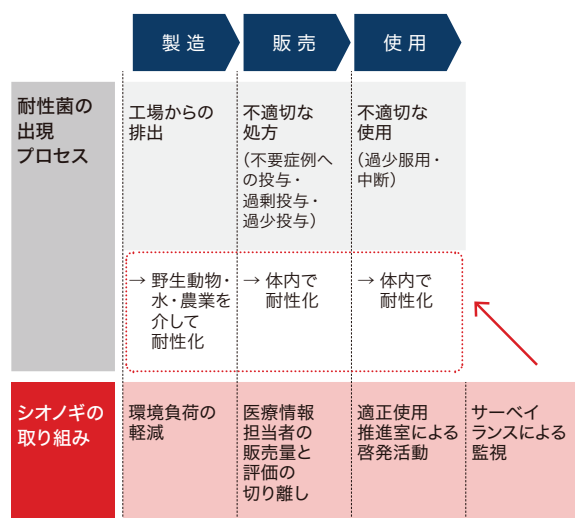 製造
販売
使用
耐性菌の
出現
プロセス
工場からの
排出
不適切な
処方
（不要症例へ
の投与・
過剰投与・
過少投与）
不適切な
使用
（過少服用・
中断）
→ 野生動物・
水・農業を
介して
耐性化
→ 体内で
耐性化
→ 体内で
耐性化
シオノギの
取り組み
環境負荷の
軽減
医療情報
担当者の
販売量と
評価の
切り離し
適正使用
推進室による
啓発活動
サーベイ
ランスによる
監視